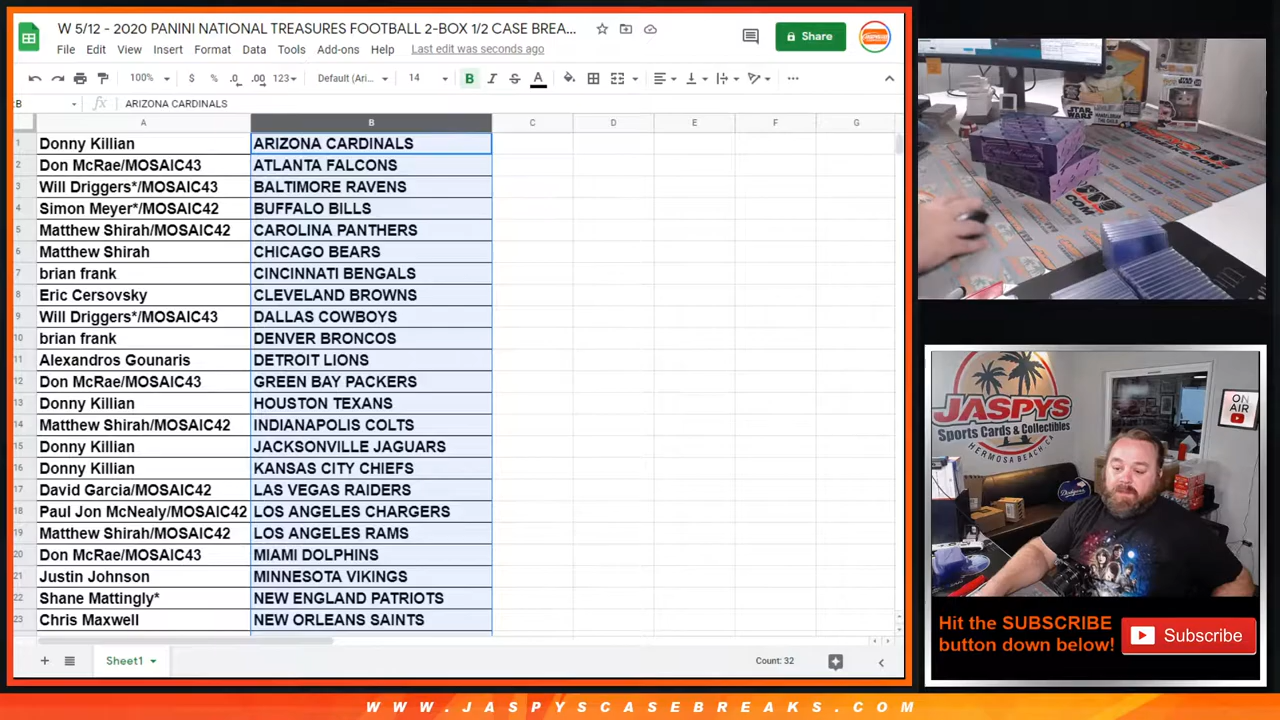 W 5/12 - 2020 PANINI NATIONAL TREASURES FOOTBALL 2-BOX 1/2 CASE BREA...
Share
File Edit View Insert Format Data Tools Add-ons Help Last edit was seconds ago
100% $ % .0 .00 123 Default (Ari... 14 B I S A
fx ARIZONA CARDINALS
A B C D E F G
1 Donny Killian ARIZONA CARDINALS
2 Don McRae/MOSAIC43 ATLANTA FALCONS
3 Will Driggers*/MOSAIC43 BALTIMORE RAVENS
4 Simon Meyer*/MOSAIC42 BUFFALO BILLS
5 Matthew Shirah/MOSAIC42 CAROLINA PANTHERS
6 Matthew Shirah CHICAGO BEARS
7 brian frank CINCINNATI BENGALS
8 Eric Cersovsky CLEVELAND BROWNS
9 Will Driggers*/MOSAIC43 DALLAS COWBOYS
10 brian frank DENVER BRONCOS
11 Alexandros Gounaris DETROIT LIONS
12 Don McRae/MOSAIC43 GREEN BAY PACKERS
13 Donny Killian HOUSTON TEXANS
14 Matthew Shirah/MOSAIC42 INDIANAPOLIS COLTS
15 Donny Killian JACKSONVILLE JAGUARS
16 Donny Killian KANSAS CITY CHIEFS
17 David Garcia/MOSAIC42 LAS VEGAS RAIDERS
18 Paul Jon McNealy/MOSAIC42 LOS ANGELES CHARGERS
19 Matthew Shirah/MOSAIC42 LOS ANGELES RAMS
20 Don McRae/MOSAIC43 MIAMI DOLPHINS
21 Justin Johnson MINNESOTA VIKINGS
22 Shane Mattingly* NEW ENGLAND PATRIOTS
23 Chris Maxwell NEW ORLEANS SAINTS
Sheet1
Count: 32
STAR WARS
JASPYS
Sports Cards & Collectibles
HERMOSA BEACH CA
ON AIR
Dodgers
Hit the SUBSCRIBE
button down below!
Subscribe
WWW.JASPYSCASEBREAKS.COM